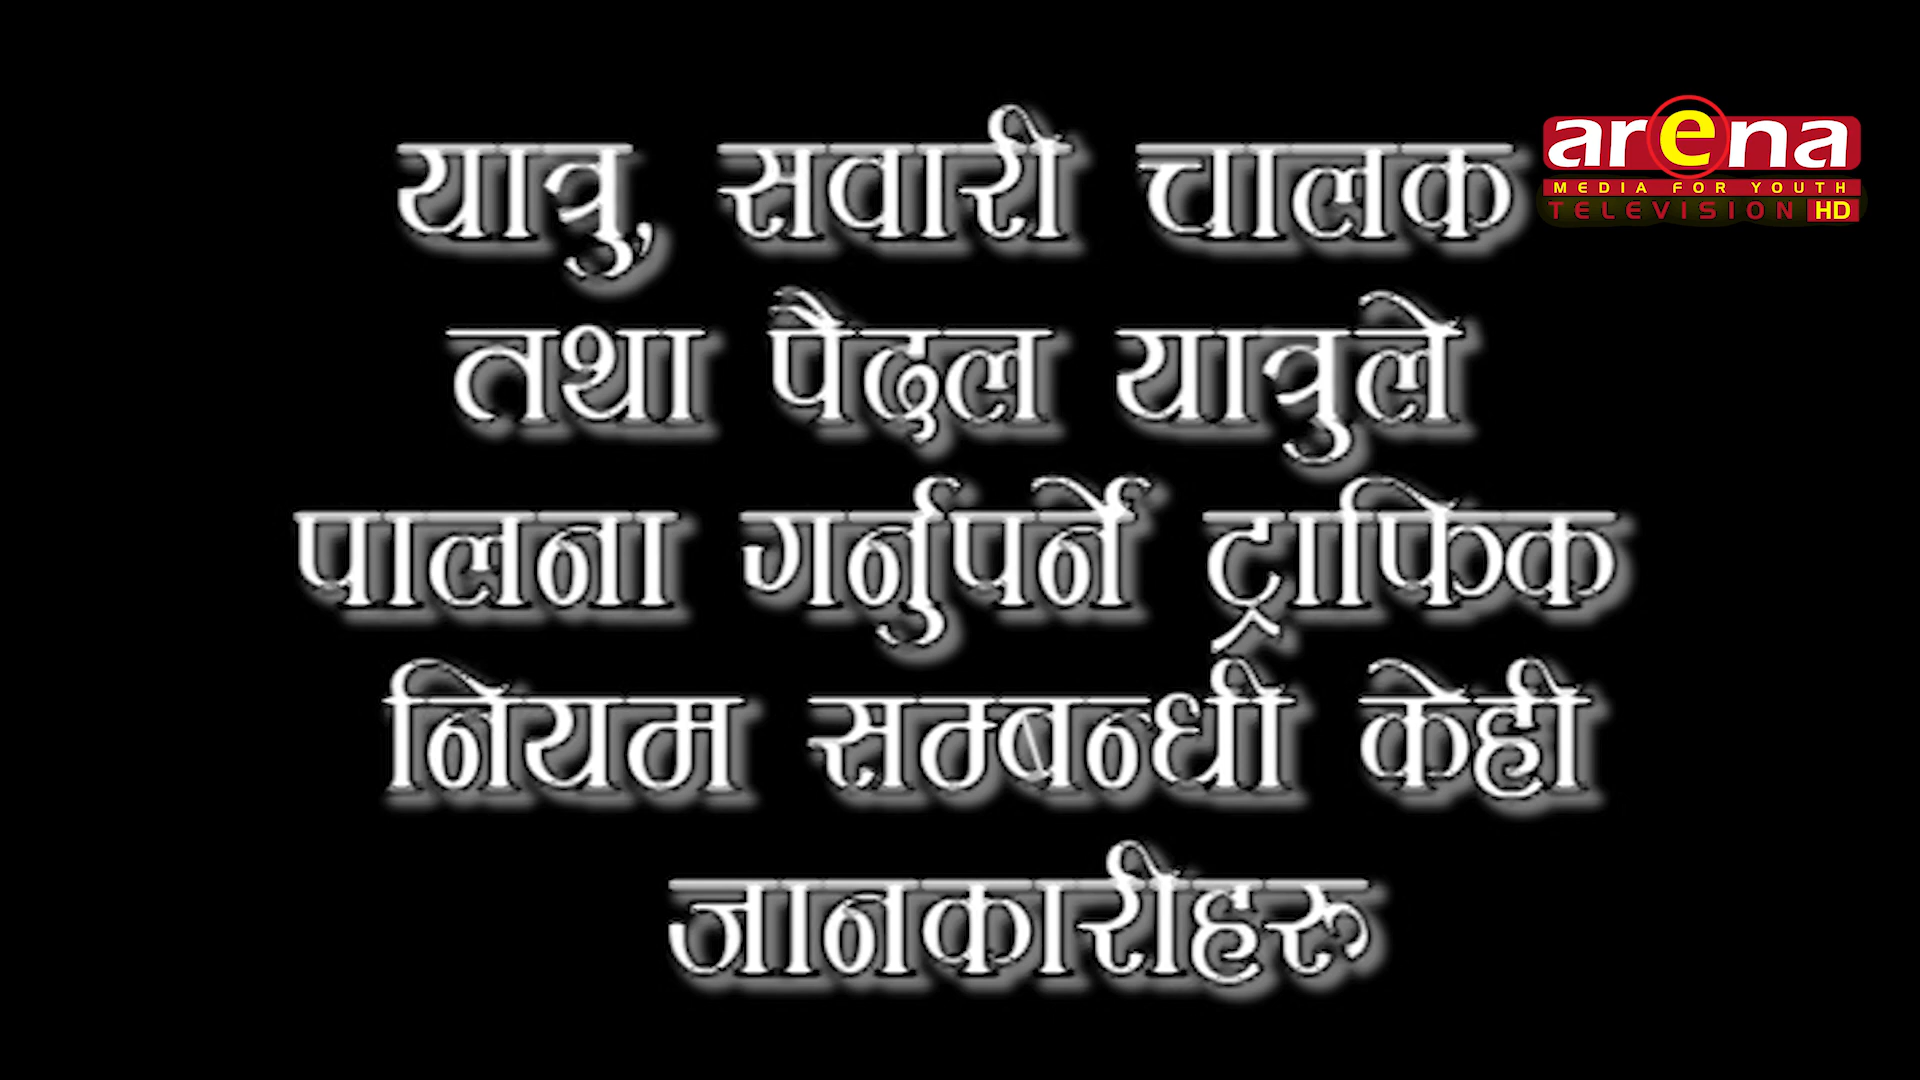 यात्रु, सवारी चालक
तथा पैदल यात्रुले
पालना गर्नुपर्ने ट्राफिक
नियम सम्बन्धी केही
जानकारीहरु
arena
MEDIA FOR YOUTH
TELEVISION HD